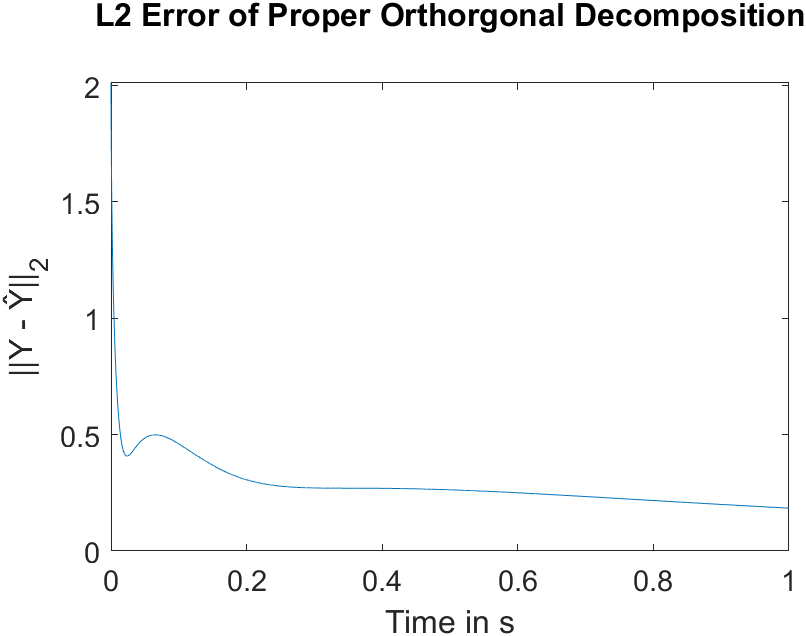 L2 Error of Proper Orthorgonal Decomposition
2
1.5
1
0.5
0
||Y - Ŷ||₂
0 0.2 0.4 0.6 0.8 1
Time in s